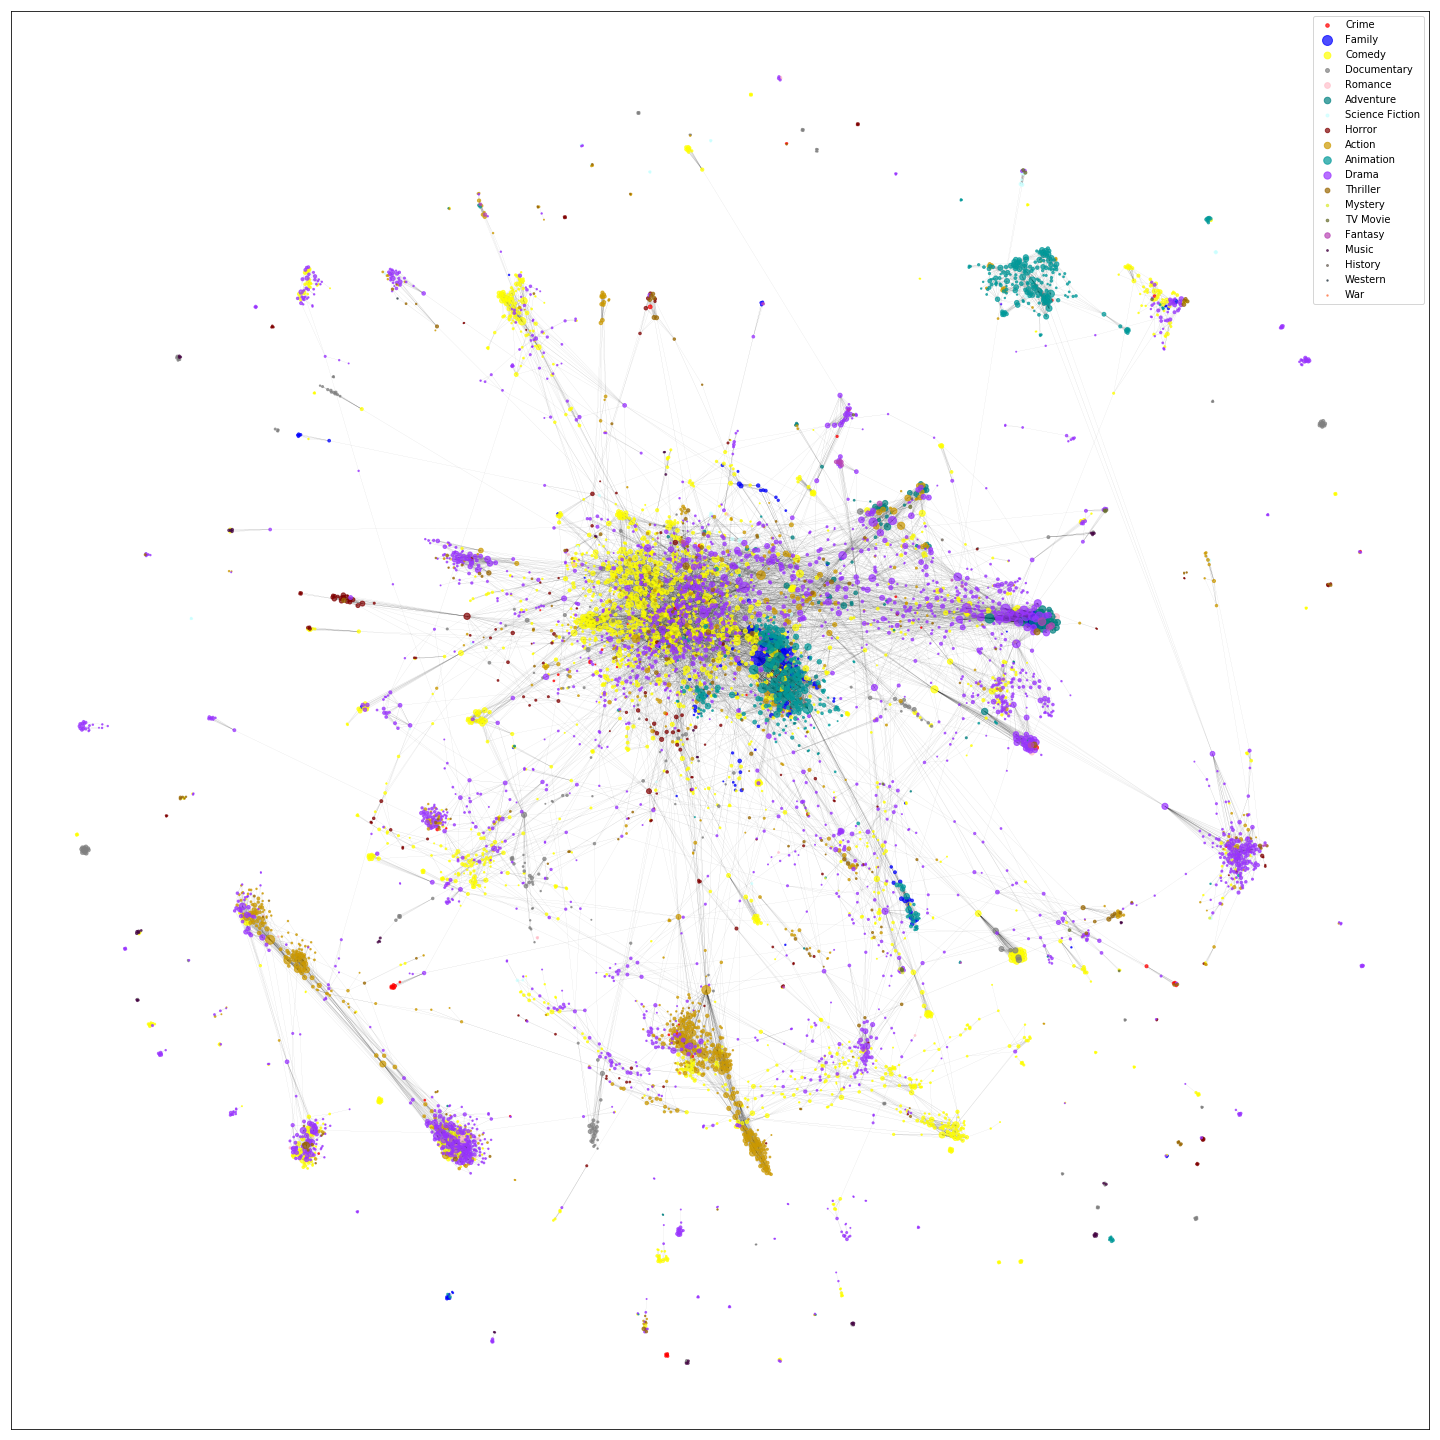 Crime
Family
Comedy
Documentary
Romance
Adventure
Science Fiction
Horror
Action
Animation
Drama
Thriller
Mystery
TV Movie
Fantasy
Music
History
Western
War